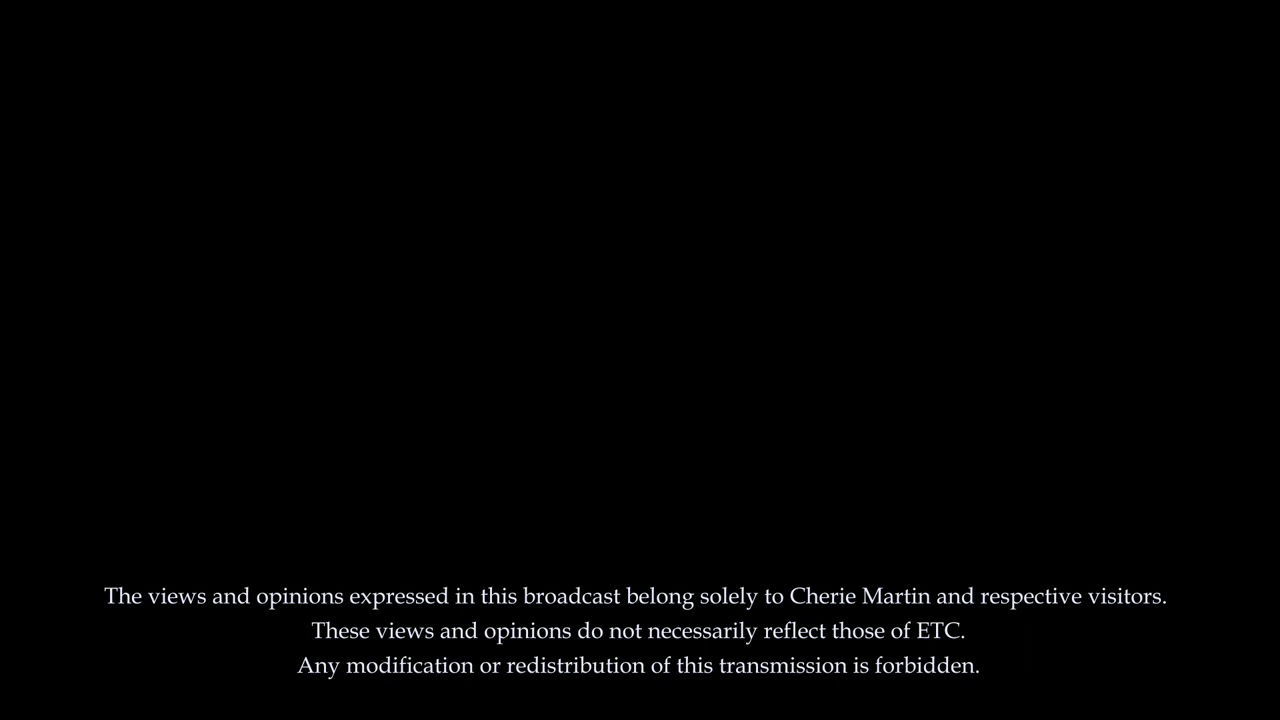 The views and opinions expressed in this broadcast belong solely to Cherie Martin and respective visitors.
These views and opinions do not necessarily reflect those of ETC.
Any modification or redistribution of this transmission is forbidden.